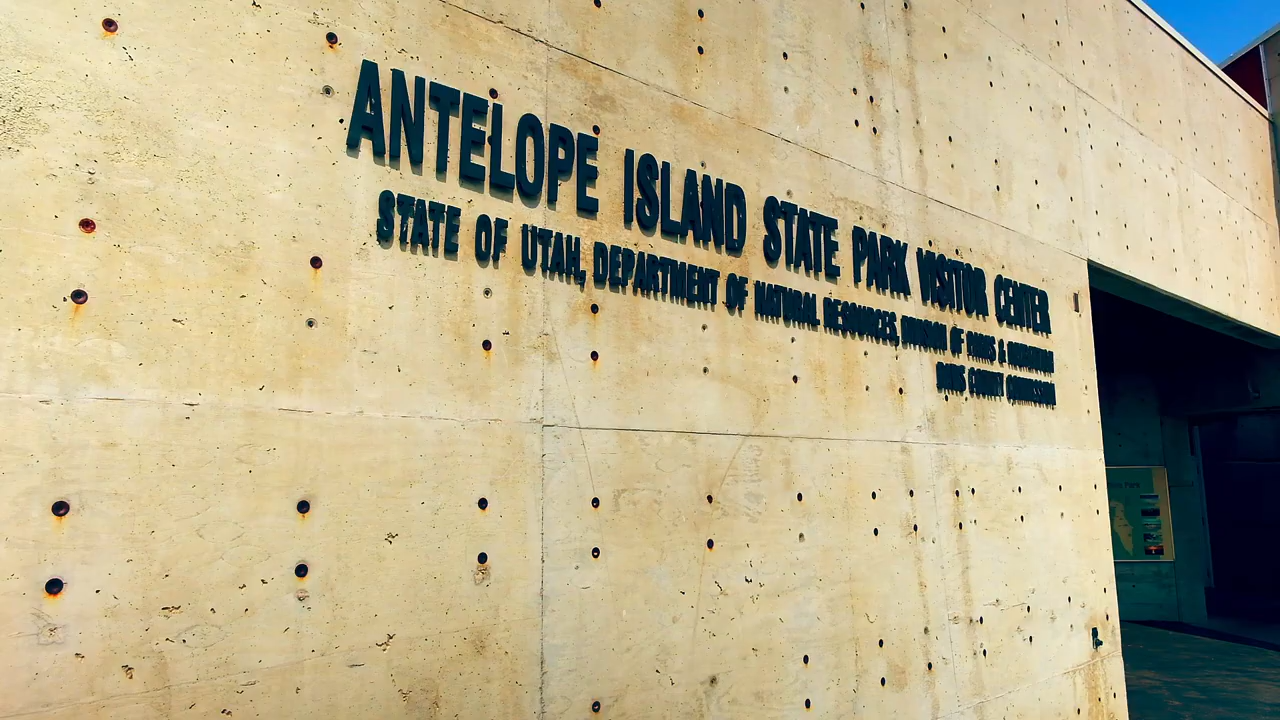 ANTELOPE ISLAND STATE PARK VISITOR CENTER
STATE OF UTAH, DEPARTMENT OF NATURAL RESOURCES, DIVISION OF PARKS & RECREATION
DAVIS COUNTY COMMISSION
Park